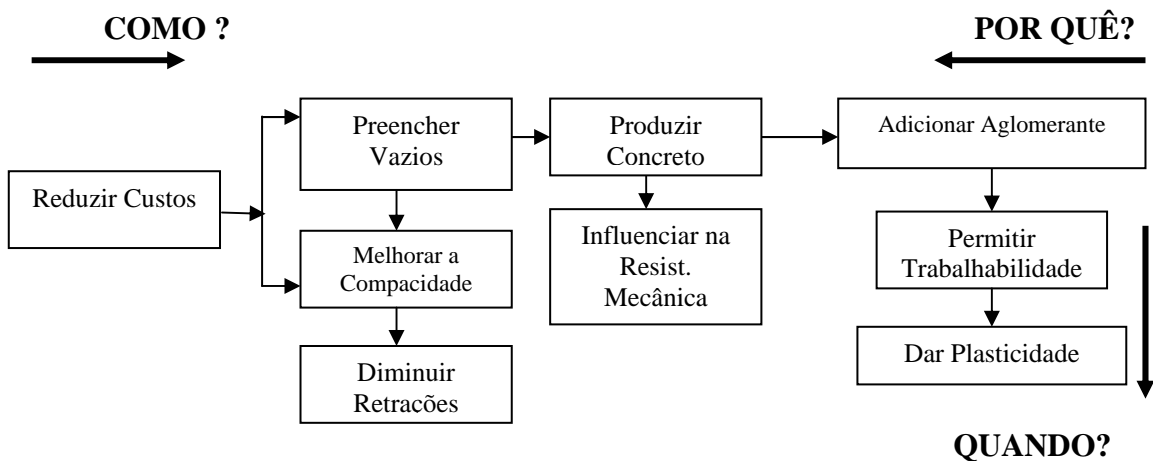 COMO ?
POR QUÊ?
Preencher
Vazios
Produzir
Concreto
Adicionar Aglomerante
Reduzir Custos
Melhorar a
Compacidade
Influenciar na
Resist.
Mecânica
Permitir
Trabalhabilidade
Diminuir
Retracões
Dar Plasticidade
QUANDO?